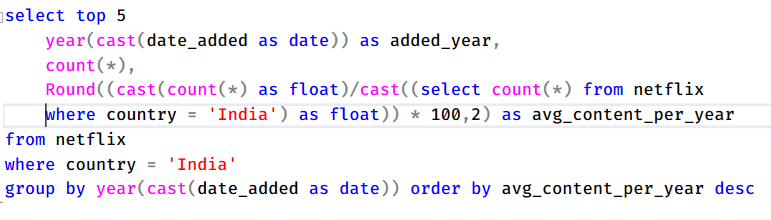 select top 5
year(cast(date_added as date)) as added_year,
count(*),
Round((cast(count(*) as float)/cast((select count(*) from netflix
where country = 'India') as float)) * 100,2) as avg_content_per_year
from netflix
where country = 'India'
group by year(cast(date_added as date)) order by avg_content_per_year desc